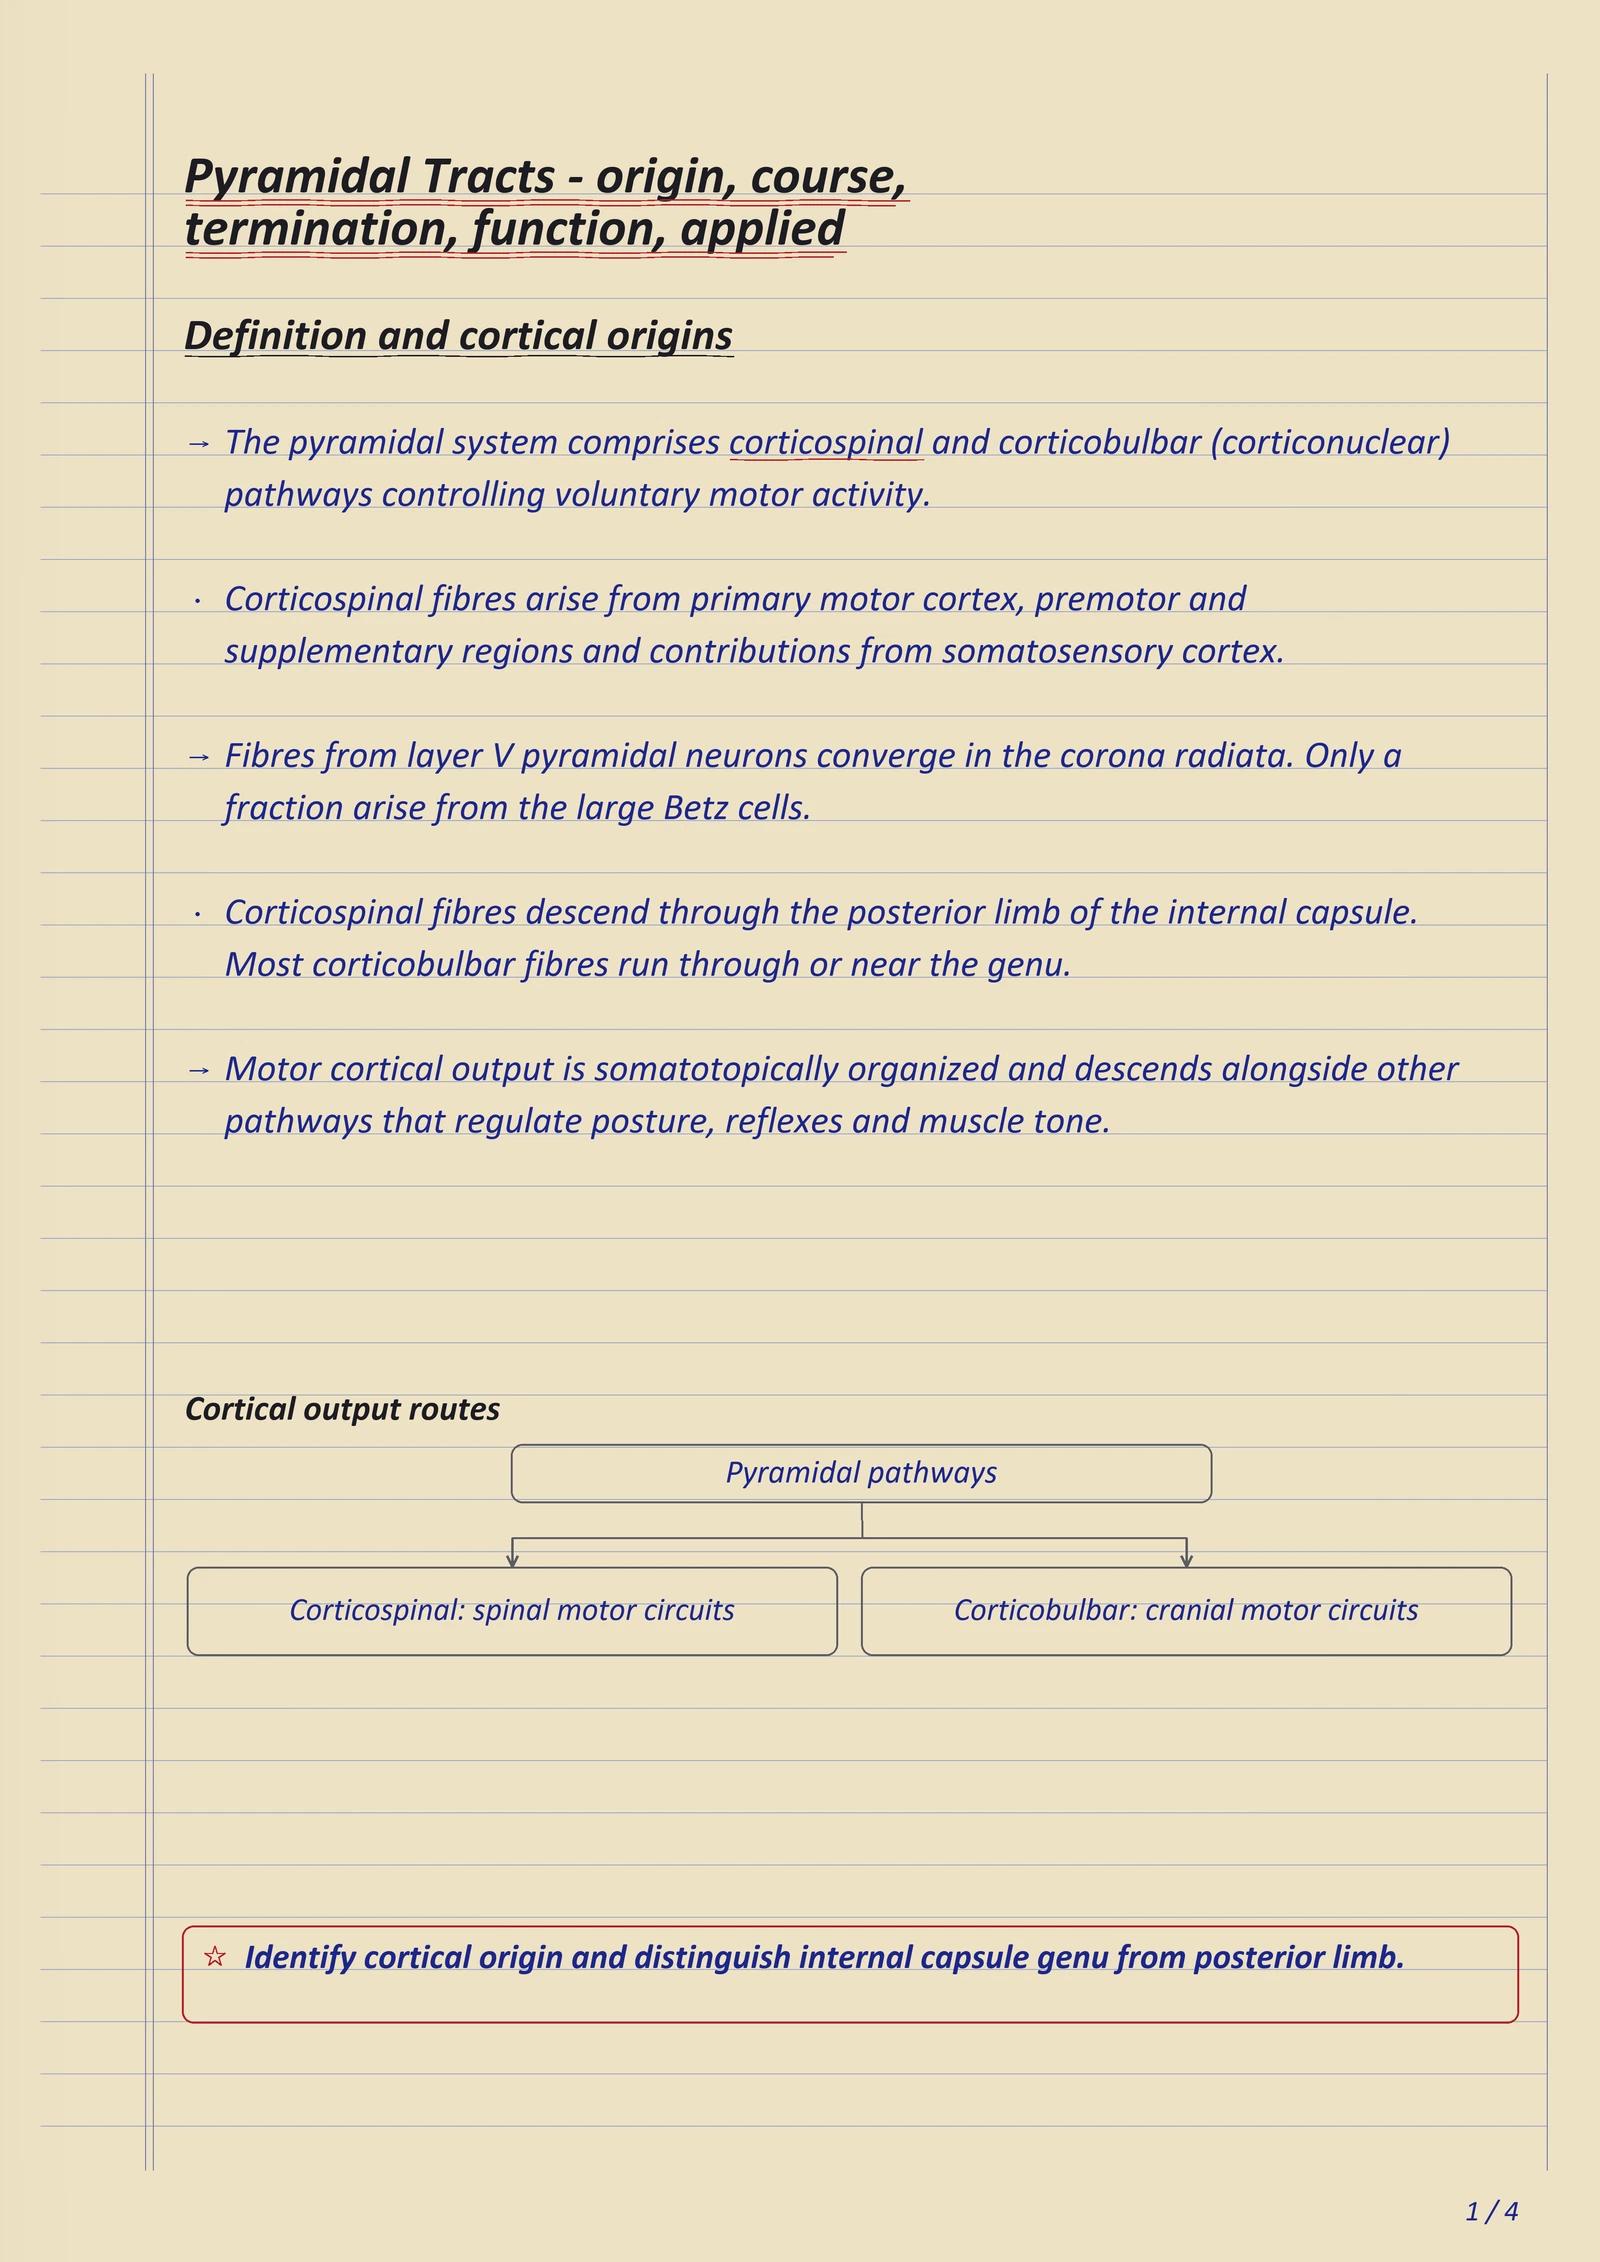 Pyramidal Tracts - origin, course,
termination, function, applied
Definition and cortical origins
→ The pyramidal system comprises corticospinal and corticobulbar (corticonuclear)
pathways controlling voluntary motor activity.
· Corticospinal fibres arise from primary motor cortex, premotor and
supplementary regions and contributions from somatosensory cortex.
→ Fibres from layer V pyramidal neurons converge in the corona radiata. Only a
fraction arise from the large Betz cells.
· Corticospinal fibres descend through the posterior limb of the internal capsule.
Most corticobulbar fibres run through or near the genu.
→ Motor cortical output is somatotopically organized and descends alongside other
pathways that regulate posture, reflexes and muscle tone.
Cortical output routes
Pyramidal pathways
Corticospinal: spinal motor circuits
Corticobulbar: cranial motor circuits
☆ Identify cortical origin and distinguish internal capsule genu from posterior limb.
1 / 4